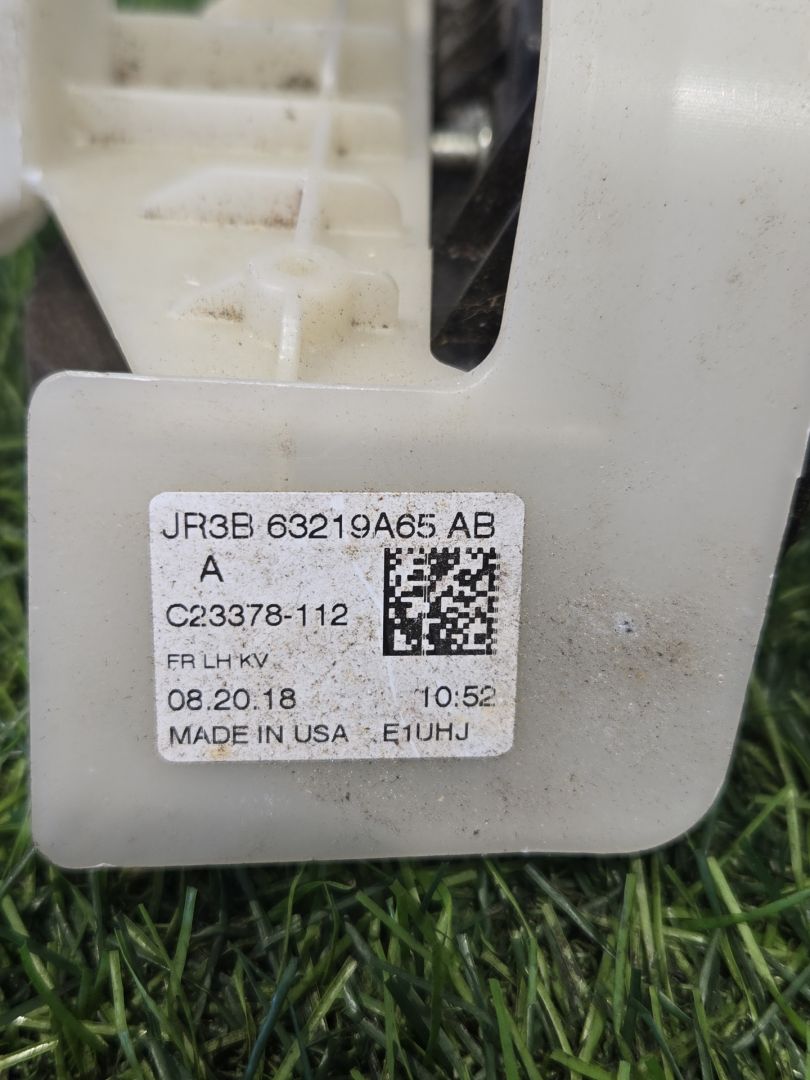 JR3B 63219A65 AB
A
C23378-112
FR LH KV
08.20.18 10:52
MADE IN USA E1UHJ